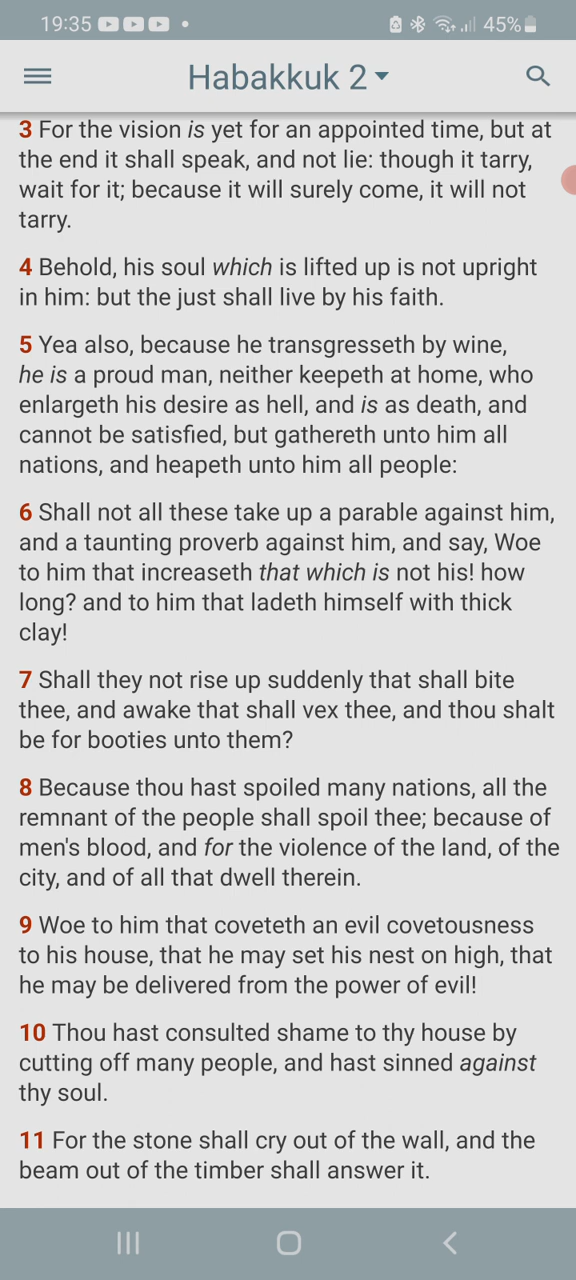 19:35
45%
Habakkuk 2
3 For the vision is yet for an appointed time, but at
the end it shall speak, and not lie: though it tarry,
wait for it; because it will surely come, it will not
tarry.
4 Behold, his soul which is lifted up is not upright
in him: but the just shall live by his faith.
5 Yea also, because he transgresseth by wine,
he is a proud man, neither keepeth at home, who
enlargeth his desire as hell, and is as death, and
cannot be satisfied, but gathereth unto him all
nations, and heapeth unto him all people:
6 Shall not all these take up a parable against him,
and a taunting proverb against him, and say, Woe
to him that increaseth that which is not his! how
long? and to him that ladeth himself with thick
clay!
7 Shall they not rise up suddenly that shall bite
thee, and awake that shall vex thee, and thou shalt
be for booties unto them?
8 Because thou hast spoiled many nations, all the
remnant of the people shall spoil thee; because of
men's blood, and for the violence of the land, of the
city, and of all that dwell therein.
9 Woe to him that coveteth an evil covetousness
to his house, that he may set his nest on high, that
he may be delivered from the power of evil!
10 Thou hast consulted shame to thy house by
cutting off many people, and hast sinned against
thy soul.
11 For the stone shall cry out of the wall, and the
beam out of the timber shall answer it.